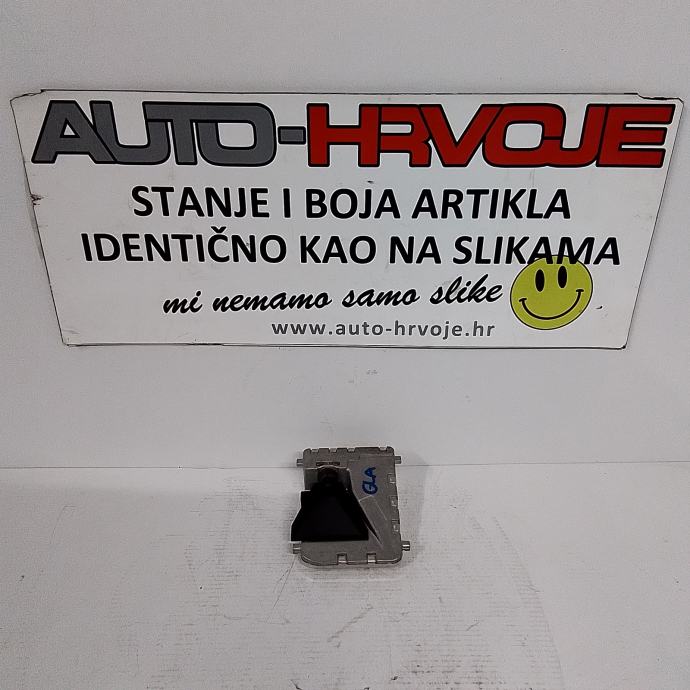 AUTO-HRVOJE
STANJE I BOJA ARTIKLA
IDENTIČNO KAO NA SLIKAMA
mi nemamo samo slike
www.auto-hrvoje.hr
GLA